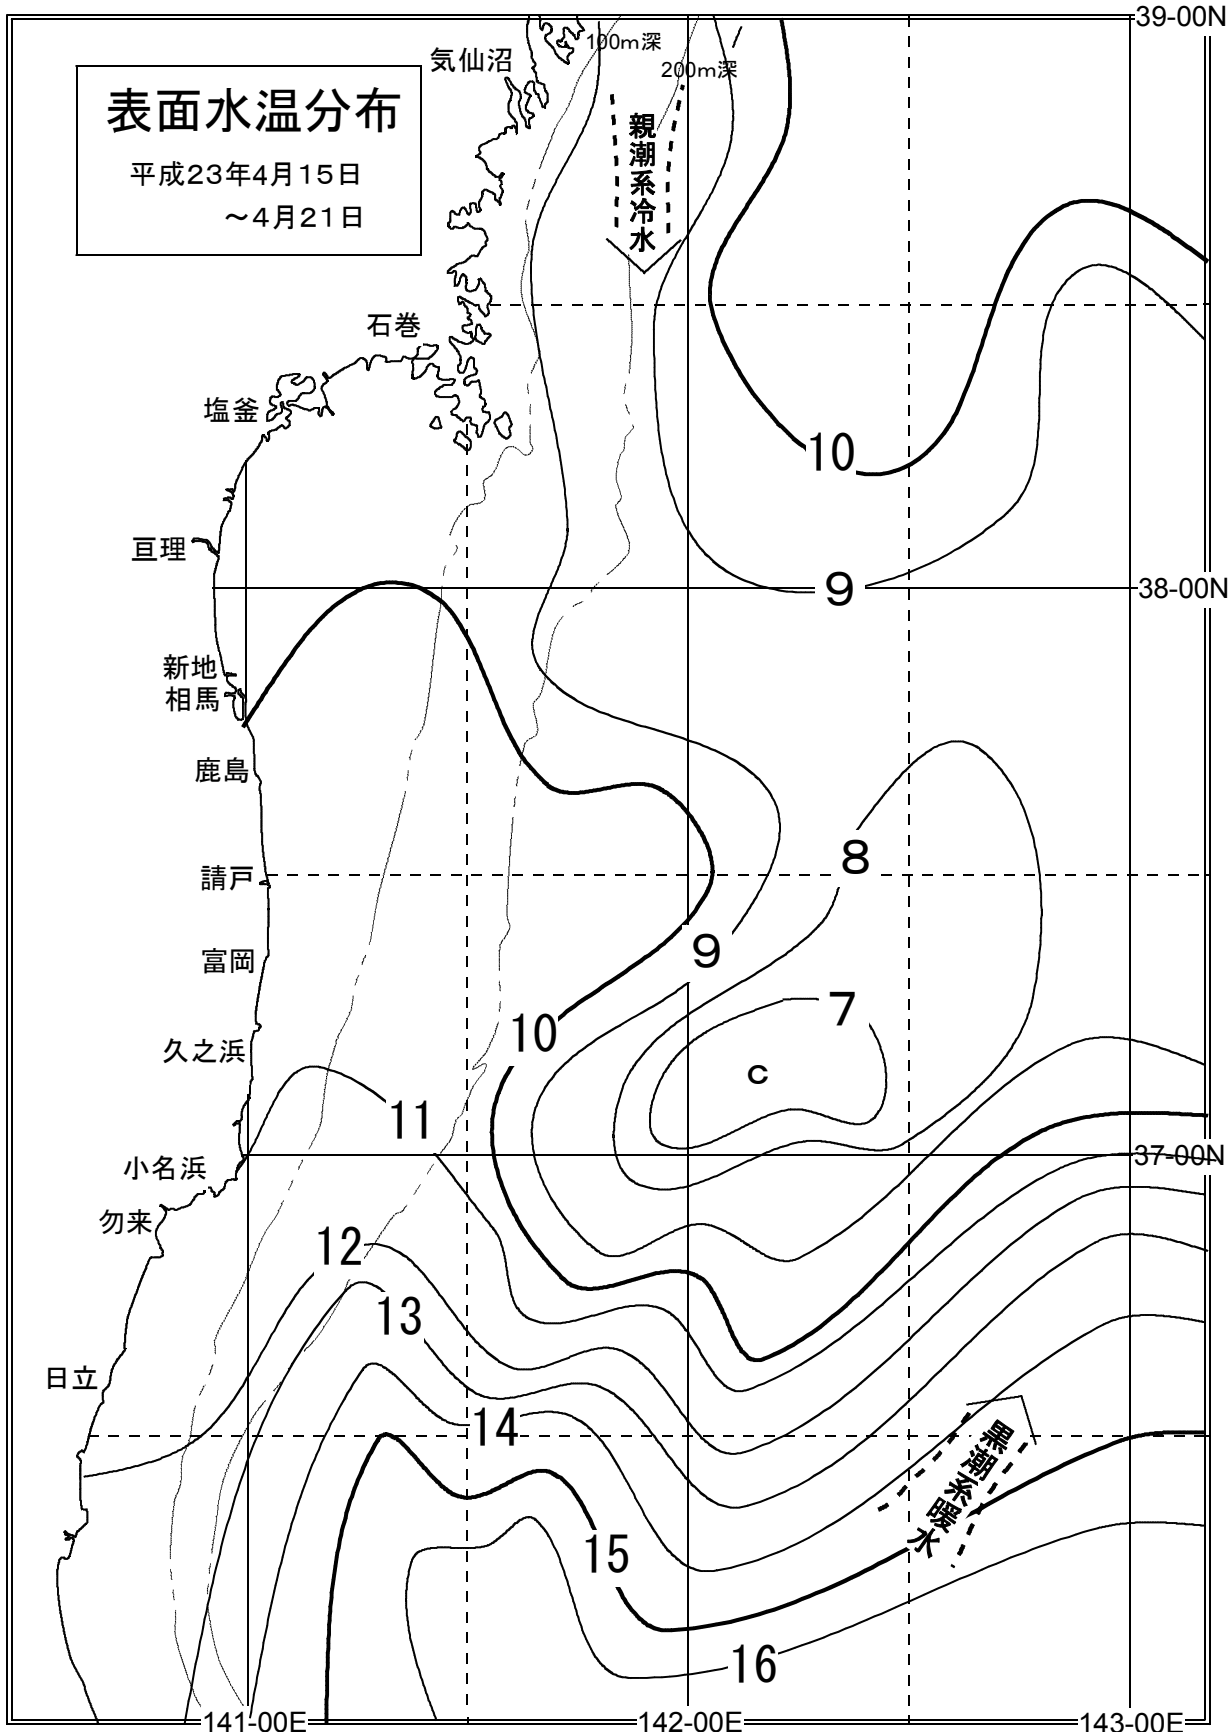 39-00N
100m深
気仙沼
200m深
表面水温分布
平成23年4月15日
～4月21日
親潮系冷水
石巻
塩釜
10
亘理
9
38-00N
新地
相馬
鹿島
8
請戸
9
富岡
7
10
久之浜
c
11
37-00N
小名浜
勿来
12
13
日立
14
黒潮系暖水
15
16
141-00E
142-00E
143-00E